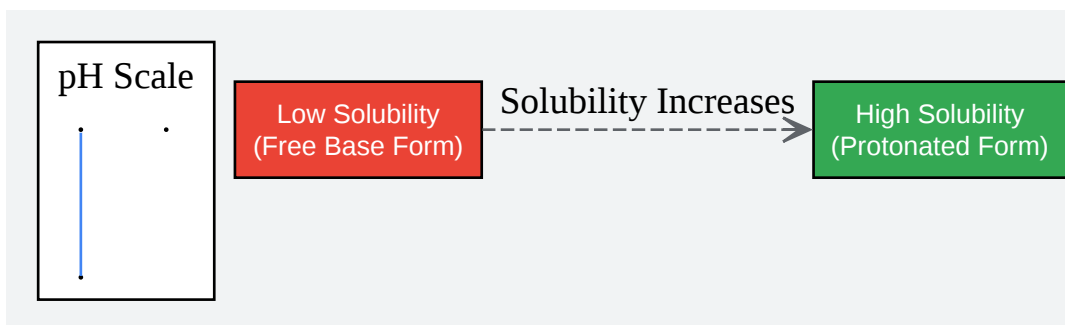 pH Scale
Low Solubility
(Free Base Form)
Solubility Increases
High Solubility
(Protonated Form)